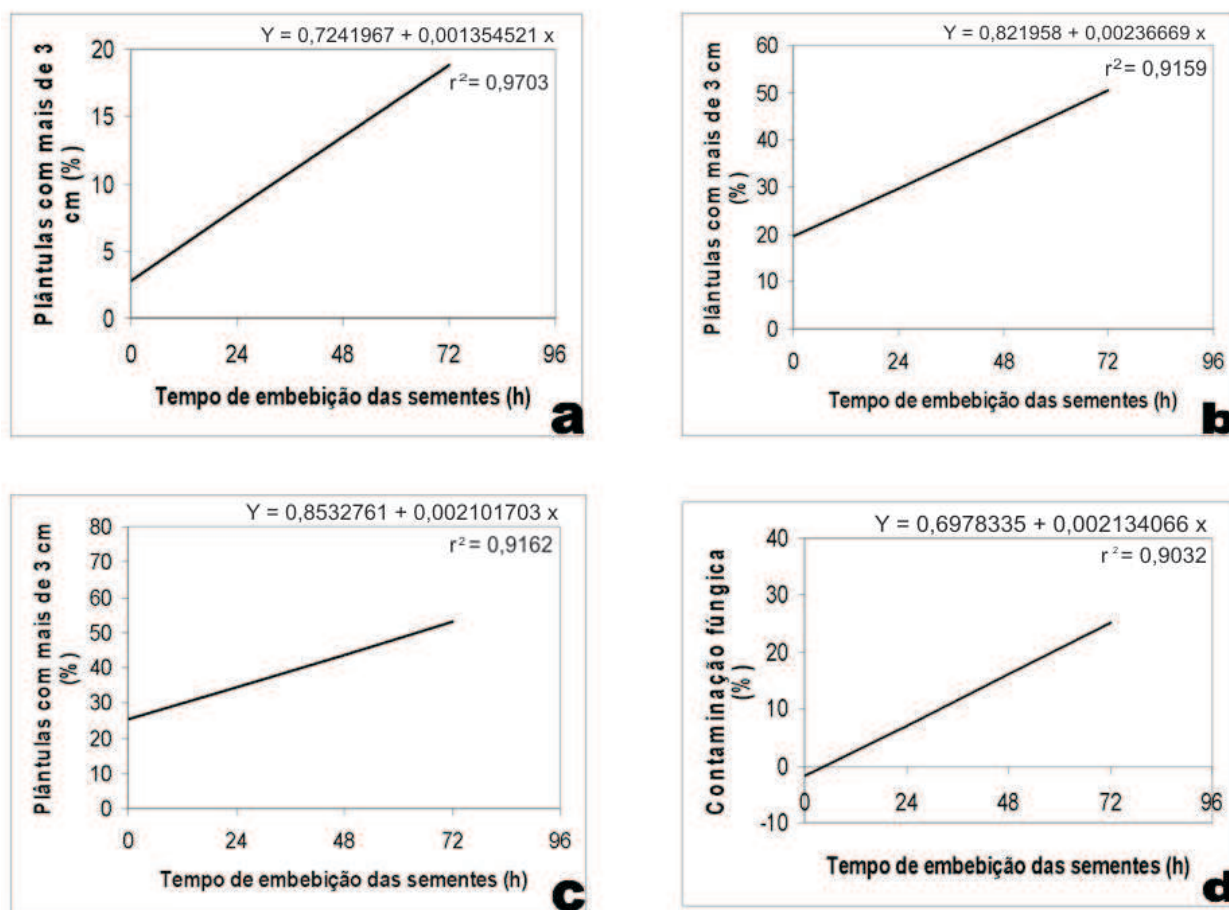 Y = 0,7241967 + 0,001354521 x
r²= 0,9703
20
15
10
5
0
0 24 48 72 96
Plântulas com mais de 3
cm (%)
Tempo de embebição das sementes (h)
a
Y = 0,821958 + 0,00236669 x
r²= 0,9159
60
50
40
30
20
10
0
0 24 48 72 96
Plântulas com mais de 3 cm
(%)
Tempo de embebição das sementes (h)
b
Y = 0,8532761 + 0,002101703 x
r²= 0,9162
80
70
60
50
40
30
20
10
0
0 24 48 72 96
Plântulas com mais de 3 cm
(%)
Tempo de embebição das sementes (h)
c
Y = 0,6978335 + 0,002134066 x
r²= 0,9032
40
30
20
10
0
-10
0 24 48 72 96
Contaminação fúngica
(%)
Tempo de embebição das sementes (h)
d